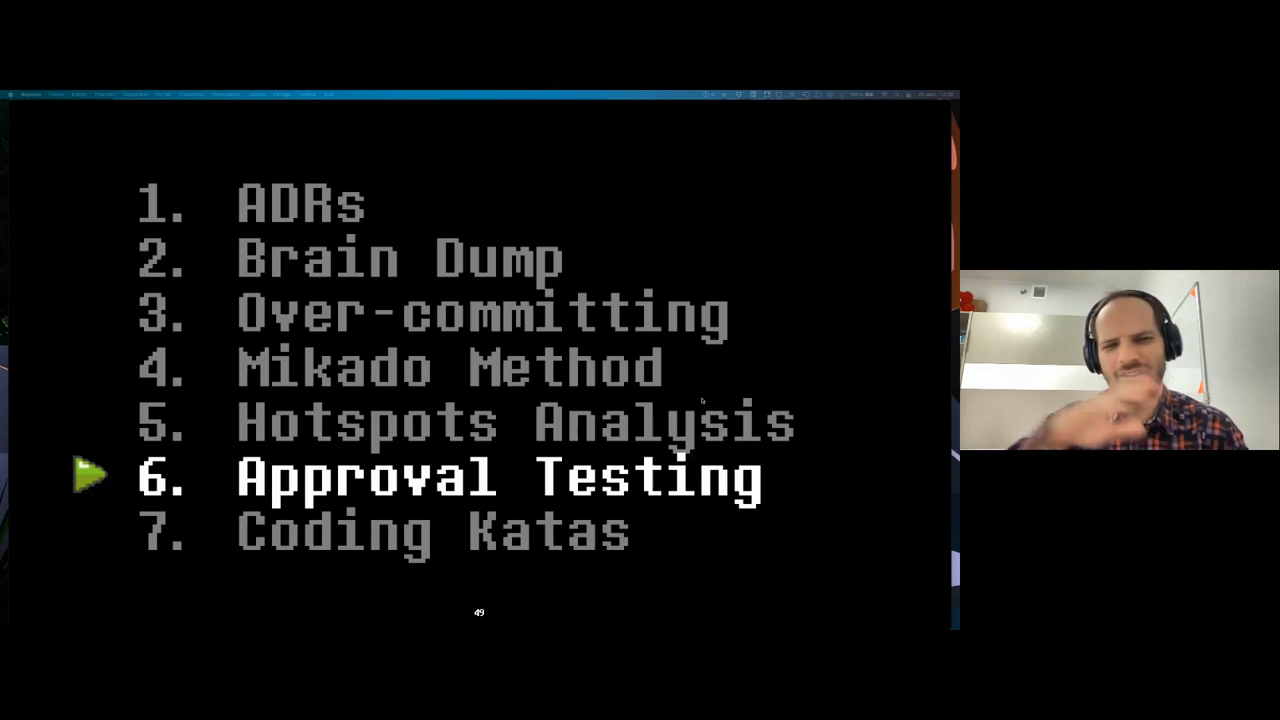 1. ADRs
2. Brain Dump
3. Over-committing
4. Mikado Method
5. Hotspots Analysis
6. Approval Testing
7. Coding Katas
49